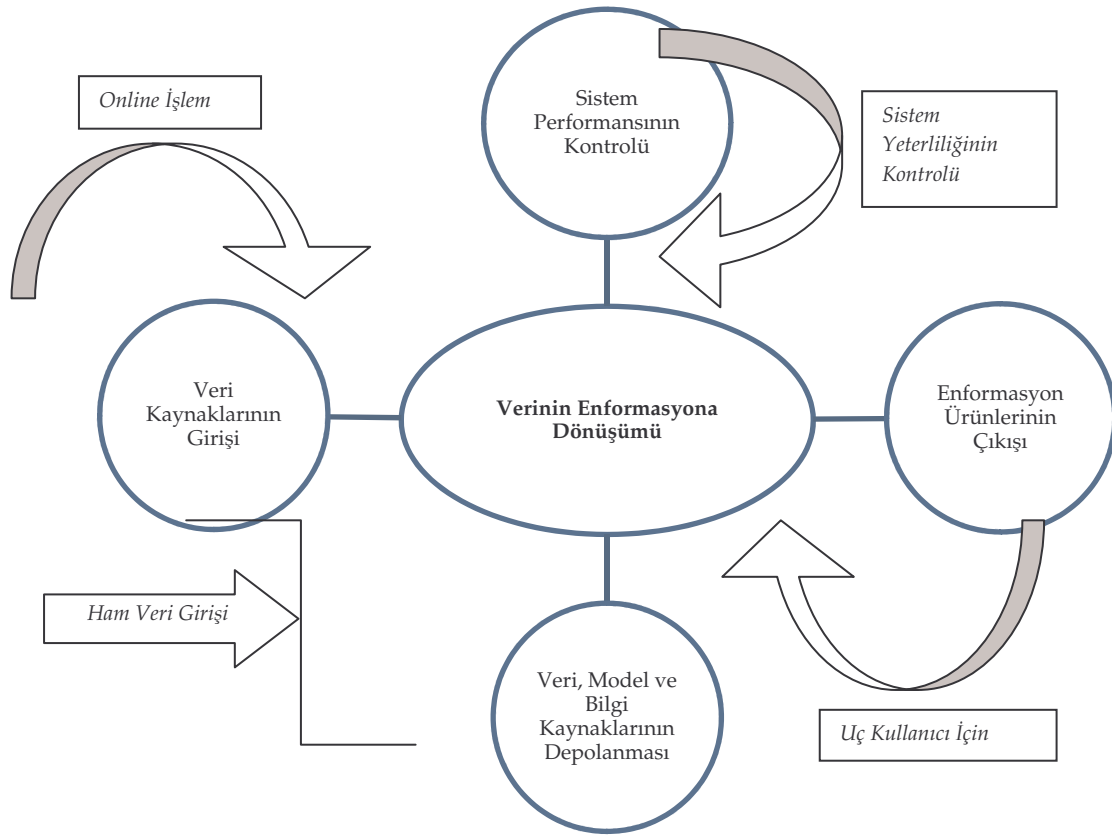 Online İşlem
Sistem
Performansının
Kontrolü
Sistem
Yeterliliğinin
Kontrolü
Veri
Kaynaklarının
Girişi
Verinin Enformasyona
Dönüşümü
Enformasyon
Ürünlerinin
Çıkışı
Ham Veri Girişi
Veri, Model ve
Bilgi
Kaynaklarının
Depolanması
Uç Kullanıcı İçin